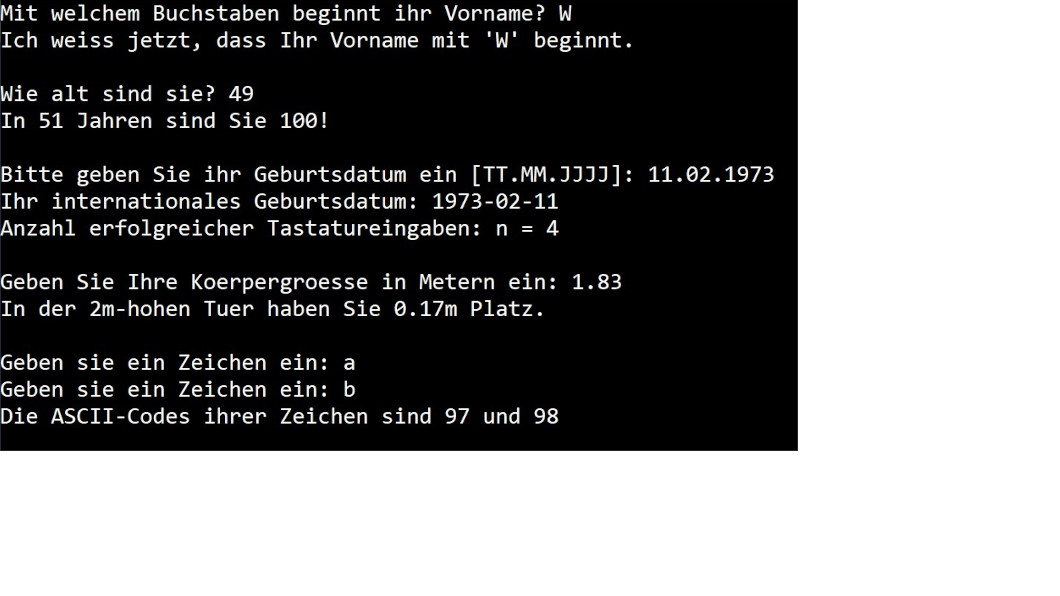 Mit welchem Buchstaben beginnt ihr Vorname? W
Ich weiss jetzt, dass Ihr Vorname mit 'W' beginnt.
Wie alt sind sie? 49
In 51 Jahren sind Sie 100!
Bitte geben Sie ihr Geburtsdatum ein [TT.MM.JJJJ]: 11.02.1973
Ihr internationales Geburtsdatum: 1973-02-11
Anzahl erfolgreicher Tastatureingaben: n = 4
Geben Sie Ihre Koerpergroesse in Metern ein: 1.83
In der 2m-hohen Tuer haben Sie 0.17m Platz.
Geben sie ein Zeichen ein: a
Geben sie ein Zeichen ein: b
Die ASCII-Codes ihrer Zeichen sind 97 und 98